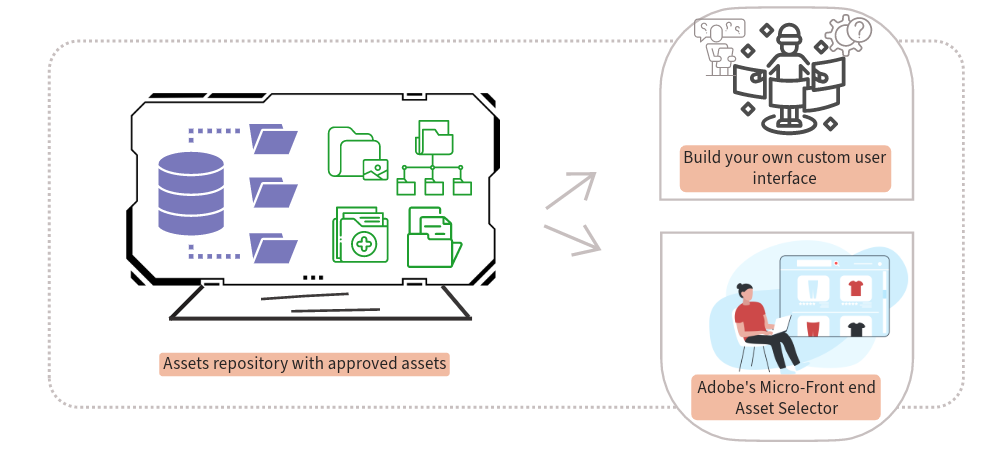 Build your own custom user
interface
Assets repository with approved assets
Adobe's Micro-Front end
Asset Selector